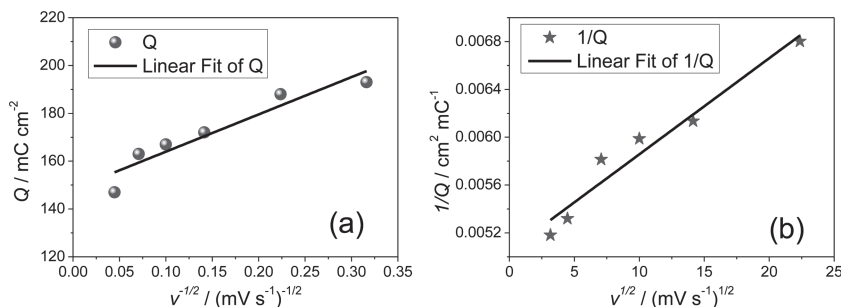 220
200
180
160
140
120
Q / mC cm⁻²
Q
Linear Fit of Q
(a)
0.00 0.05 0.10 0.15 0.20 0.25 0.30 0.35
v⁻¹/² / (mV s⁻¹)⁻¹/²
0.0068
0.0064
0.0060
0.0056
0.0052
1/Q / cm² mC⁻¹
1/Q
Linear Fit of 1/Q
(b)
0 5 10 15 20 25
v¹/² / (mV s⁻¹)¹/²